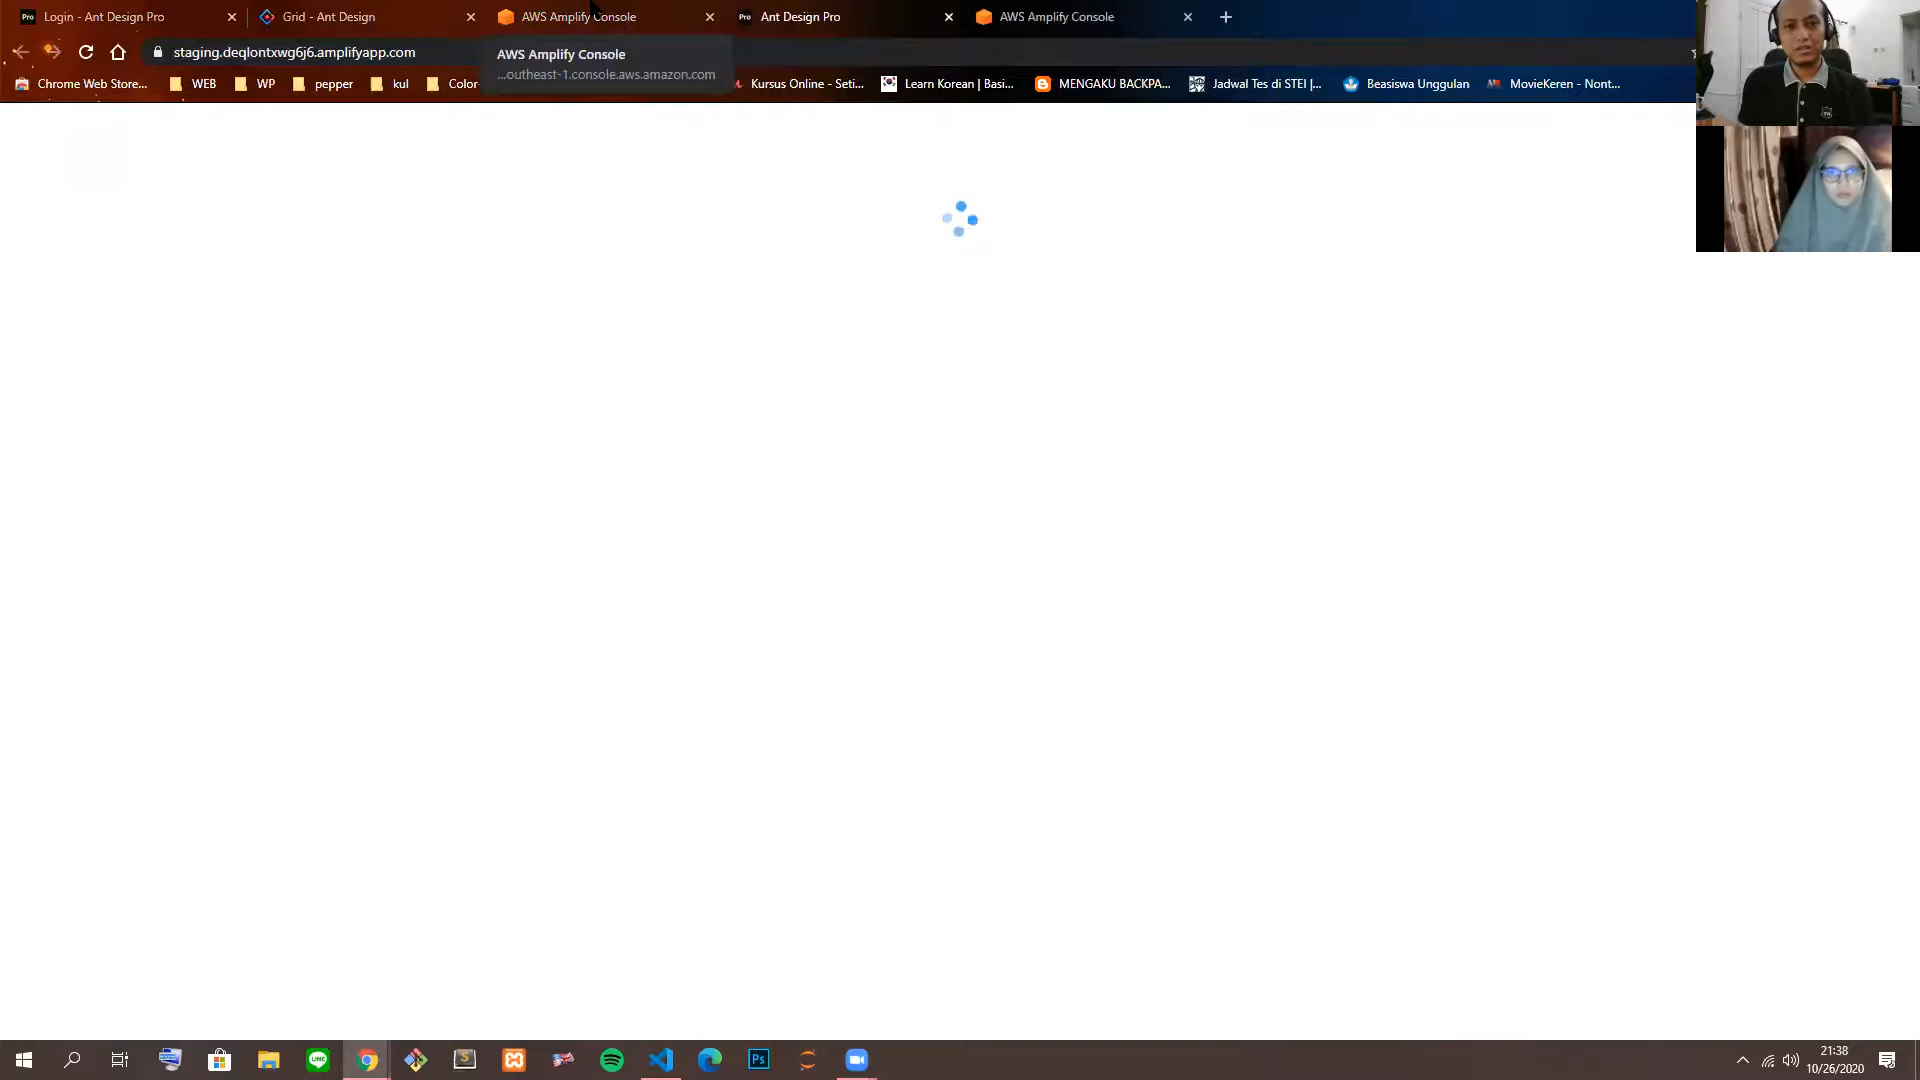 Login - Ant Design Pro
Grid - Ant Design
AWS Amplify Console
Ant Design Pro
AWS Amplify Console
staging.deqlontxwg6j6.amplifyapp.com
AWS Amplify Console
...outheast-1.console.aws.amazon.com
Chrome Web Store...
WEB
WP
pepper
kul
Color
Kursus Online - Seti...
Learn Korean | Basi...
MENGAKU BACKPA...
Jadwal Tes di STEI |...
Beasiswa Unggulan
MovieKeren - Nont...
21:38
10/26/2020